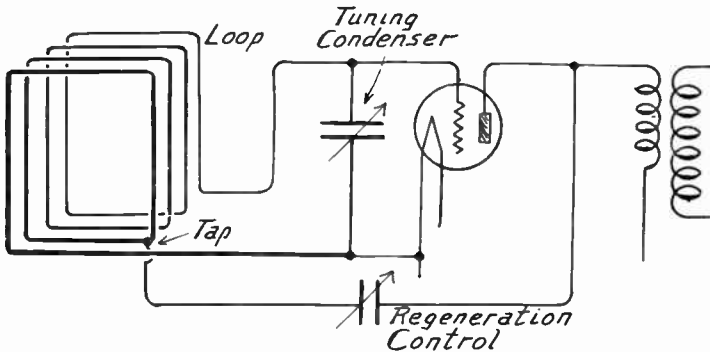 Loop
Tuning
Condenser
Tap
Regeneration
Control